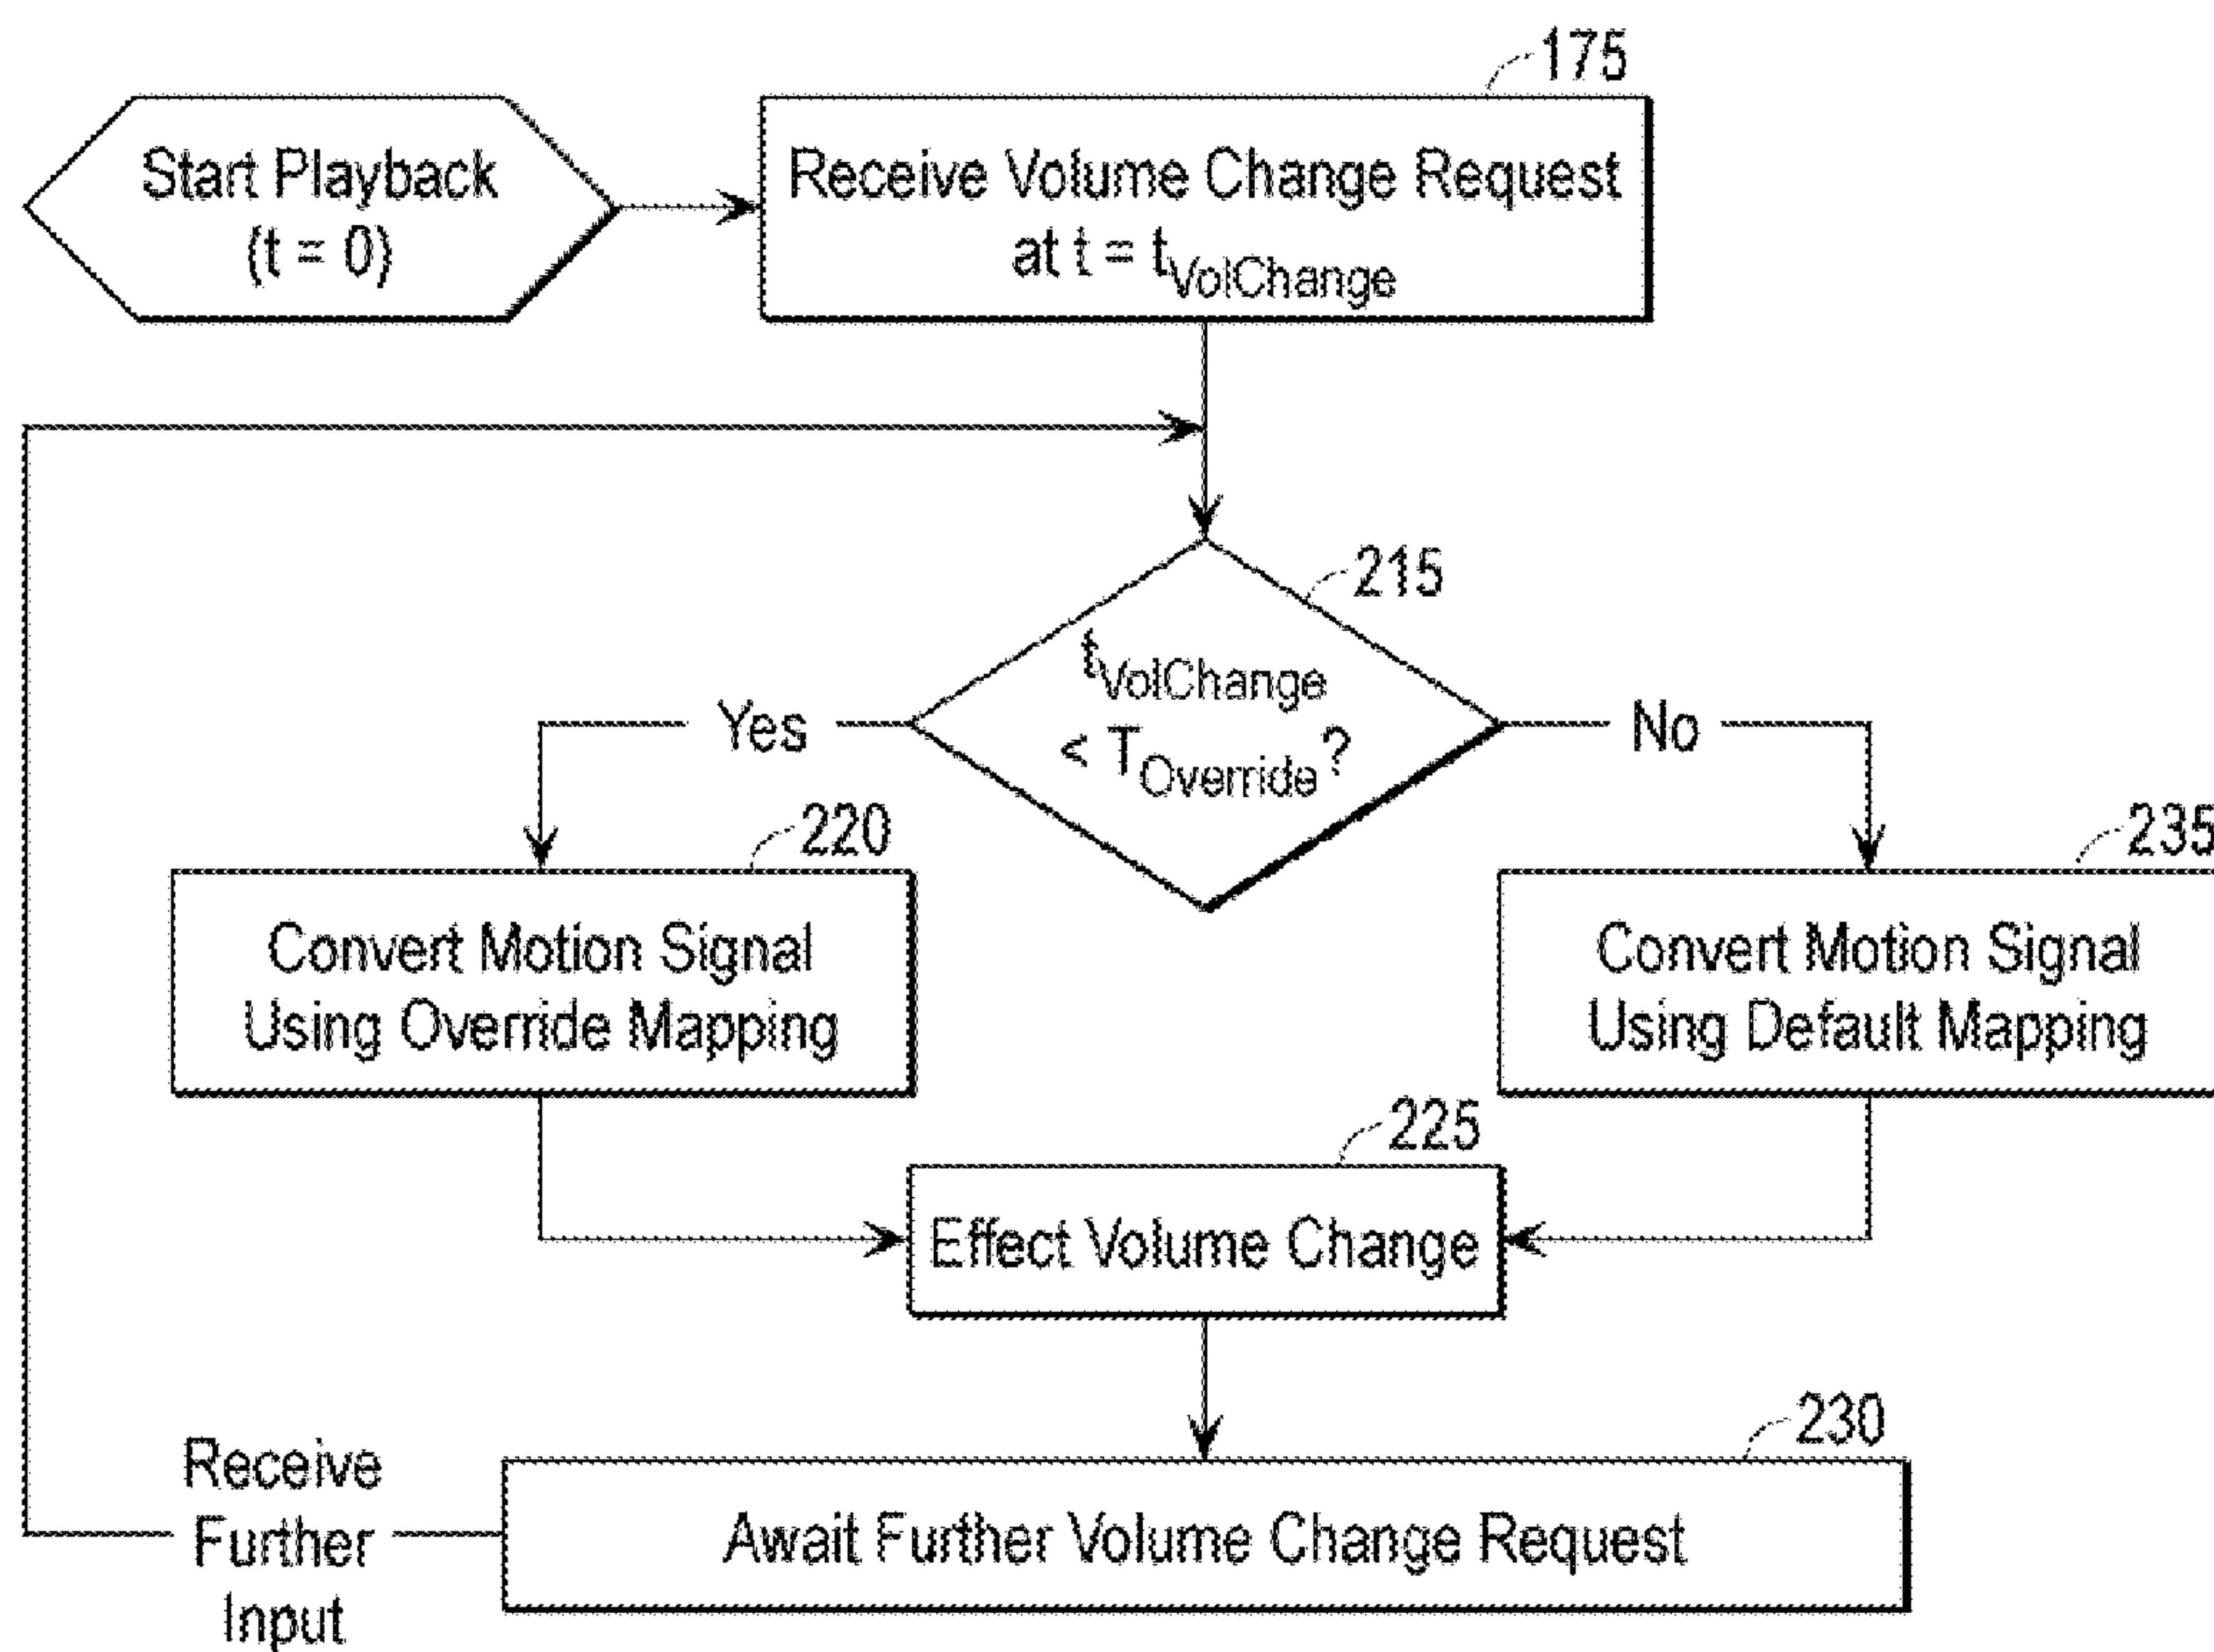 175
Start Playback
(t = 0)
Receive Volume Change Request
at t = tVolChange
215
tVolChange
< TOverride?
Yes
No
220
235
Convert Motion Signal
Using Override Mapping
Convert Motion Signal
Using Default Mapping
225
Effect Volume Change
230
Receive
Further
Input
Await Further Volume Change Request